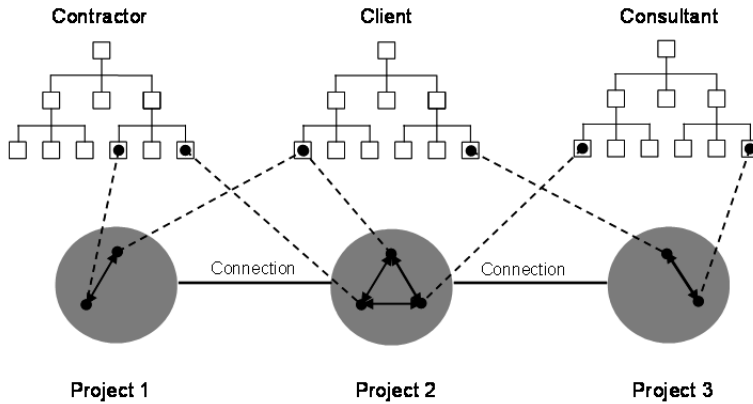 Contractor
Client
Consultant
Connection
Connection
Project 1
Project 2
Project 3